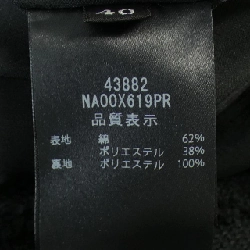 40
43882
NA00X619PR
品質表示
表地 綿 62%
ポリエステル 38%
裏地 ポリエステル 100%